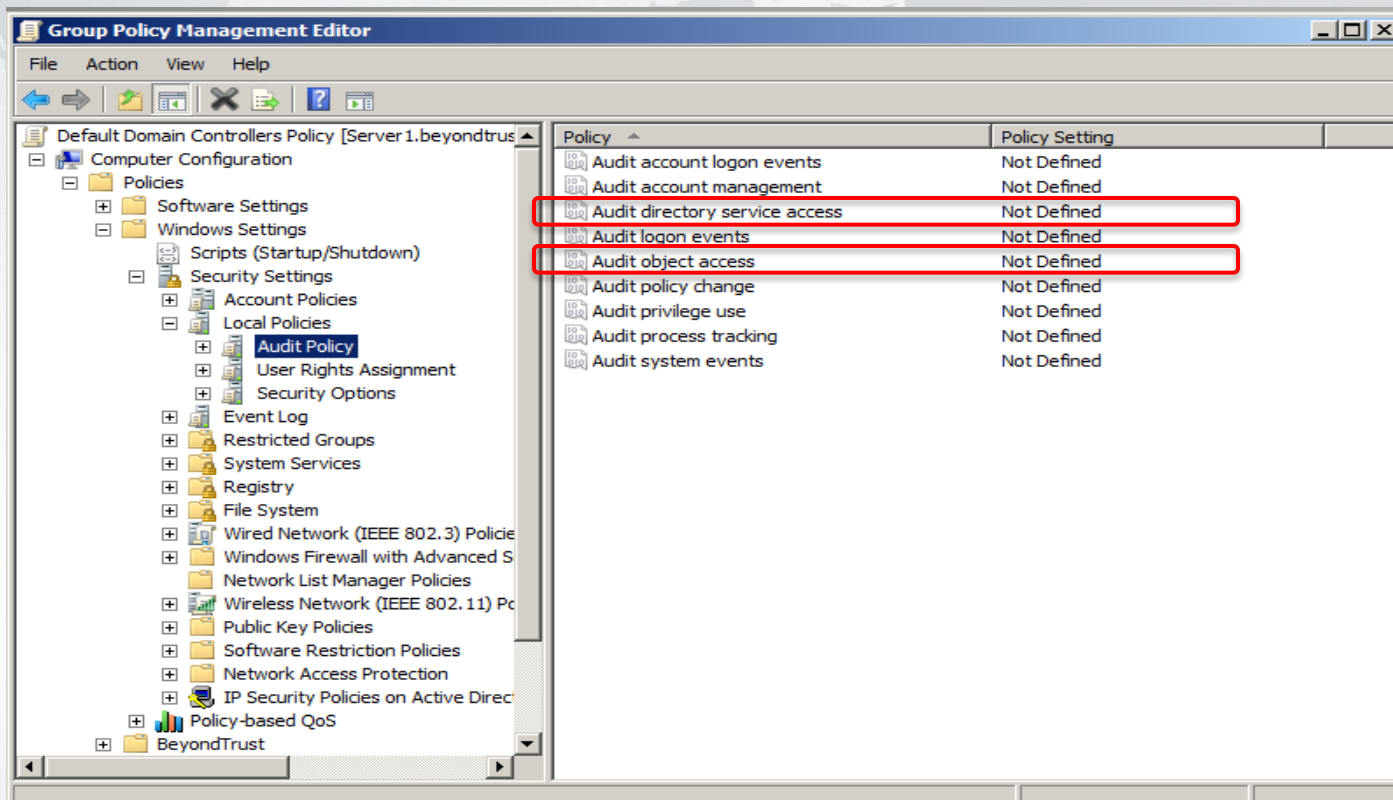 Group Policy Management Editor
File Action View Help
Default Domain Controllers Policy [Server1.beyondtrus
Computer Configuration
Policies
Software Settings
Windows Settings
Scripts (Startup/Shutdown)
Security Settings
Account Policies
Local Policies
Audit Policy
User Rights Assignment
Security Options
Event Log
Restricted Groups
System Services
Registry
File System
Wired Network (IEEE 802.3) Policie
Windows Firewall with Advanced S
Network List Manager Policies
Wireless Network (IEEE 802.11) Po
Public Key Policies
Software Restriction Policies
Network Access Protection
IP Security Policies on Active Direc
Policy-based QoS
BeyondTrust
Policy Policy Setting
Audit account logon events Not Defined
Audit account management Not Defined
Audit directory service access Not Defined
Audit logon events Not Defined
Audit object access Not Defined
Audit policy change Not Defined
Audit privilege use Not Defined
Audit process tracking Not Defined
Audit system events Not Defined